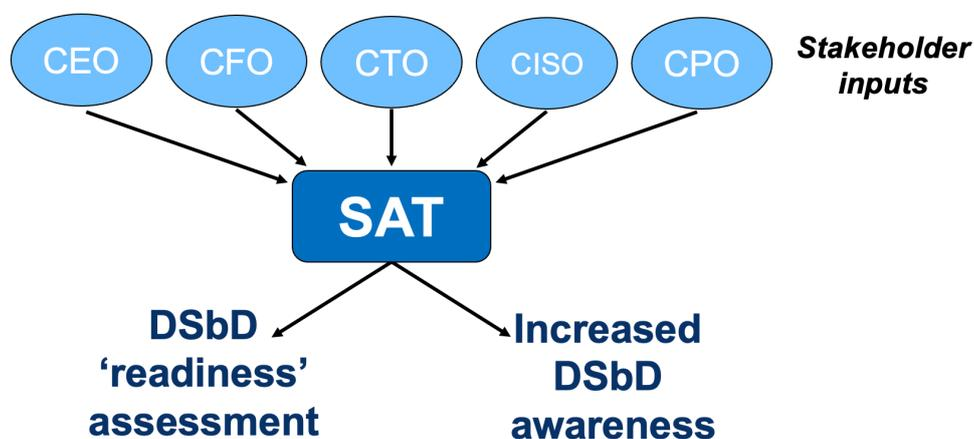 CEO
CFO
CTO
CISO
CPO
Stakeholder
inputs
SAT
DSbD
‘readiness’
assessment
Increased
DSbD
awareness